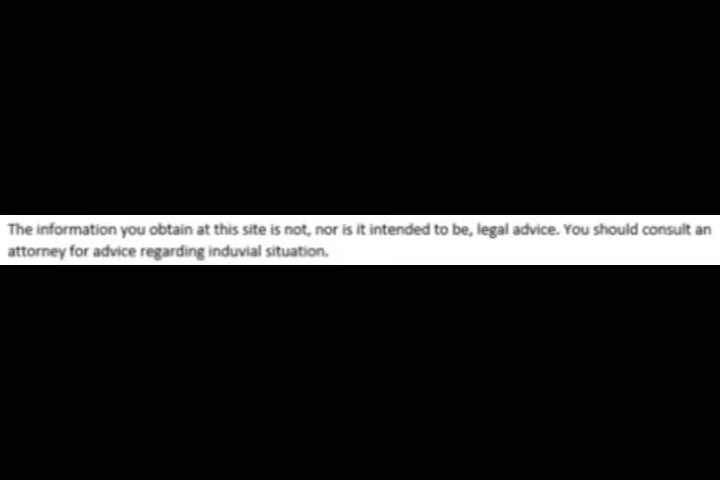 The information you obtain at this site is not, nor is it intended to be, legal advice. You should consult an
attorney for advice regarding induvial situation.